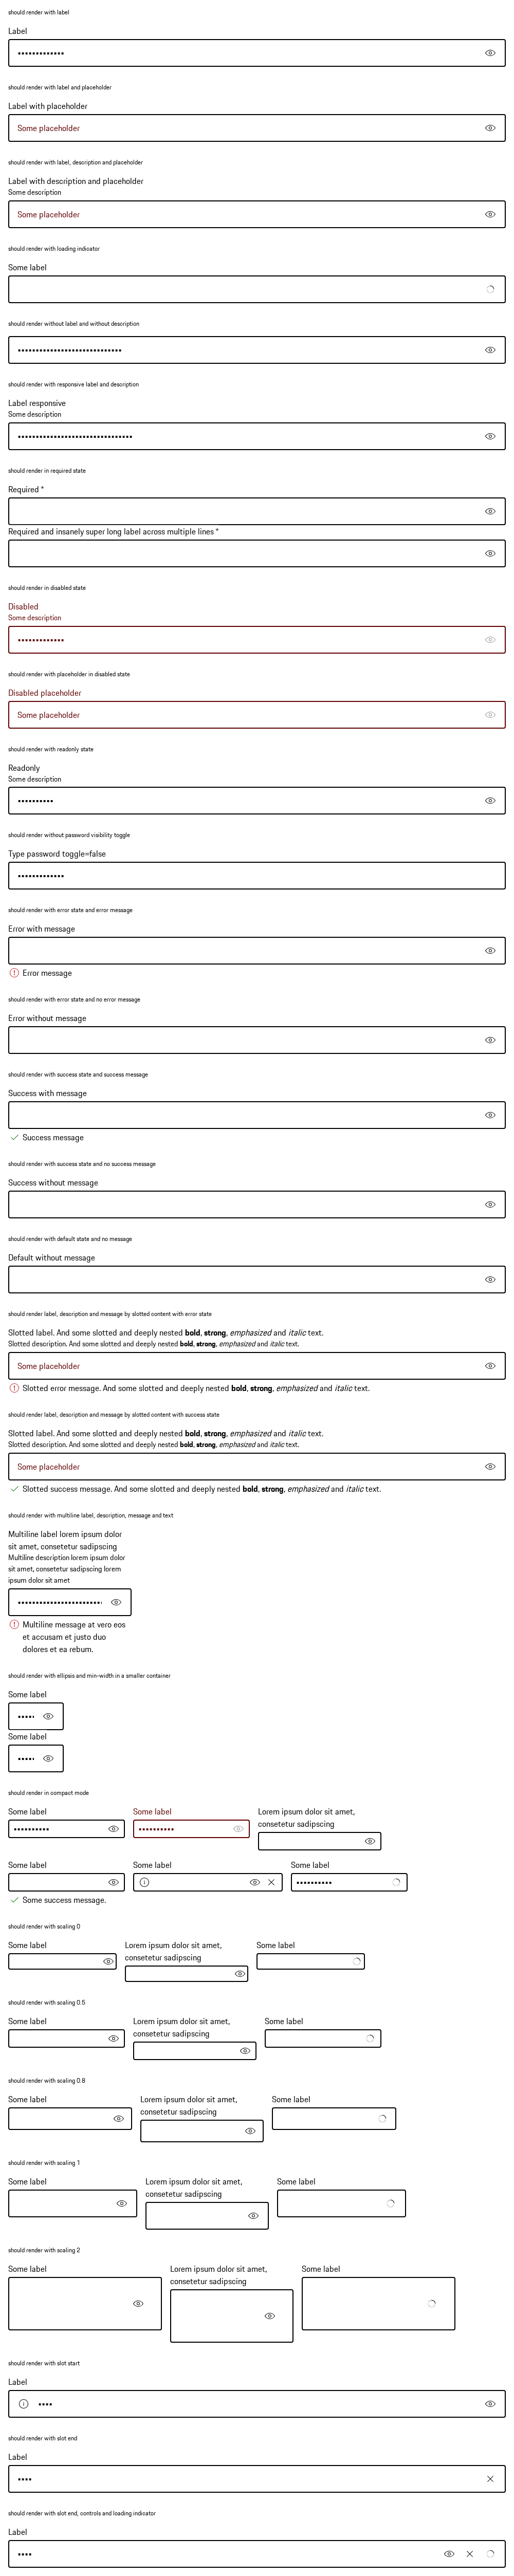 should render with label
Label
•••••••••••••
should render with label and placeholder
Label with placeholder
Some placeholder
should render with label, description and placeholder
Label with description and placeholder
Some description
Some placeholder
should render with loading indicator
Some label
should render without label and without description
•••••••••••••••••••••••••••••
should render with responsive label and description
Label responsive
Some description
••••••••••••••••••••••••••••••••
should render in required state
Required *
Required and insanely super long label across multiple lines *
should render in disabled state
Disabled
Some description
•••••••••••••
should render with placeholder in disabled state
Disabled placeholder
Some placeholder
should render with readonly state
Readonly
Some description
••••••••••
should render without password visibility toggle
Type password toggle=false
•••••••••••••
should render with error state and error message
Error with message
Error message
should render with error state and no error message
Error without message
should render with success state and success message
Success with message
Success message
should render with success state and no success message
Success without message
should render with default state and no message
Default without message
should render label, description and message by slotted content with error state
Slotted label. And some slotted and deeply nested bold, strong, emphasized and italic text.
Slotted description. And some slotted and deeply nested bold, strong, emphasized and italic text.
Some placeholder
Slotted error message. And some slotted and deeply nested bold, strong, emphasized and italic text.
should render label, description and message by slotted content with success state
Slotted label. And some slotted and deeply nested bold, strong, emphasized and italic text.
Slotted description. And some slotted and deeply nested bold, strong, emphasized and italic text.
Some placeholder
Slotted success message. And some slotted and deeply nested bold, strong, emphasized and italic text.
should render with multiline label, description, message and text
Multiline label lorem ipsum dolor
sit amet, consetetur sadipscing
Multiline description lorem ipsum dolor
sit amet, consetetur sadipscing lorem
ipsum dolor sit amet
••••••••••••••••••••••••
Multiline message at vero eos
et accusam et justo duo
dolores et ea rebum.
should render with ellipsis and min-width in a smaller container
Some label
•••••
Some label
•••••
should render in compact mode
Some label
••••••••••
Some label
••••••••••
Lorem ipsum dolor sit amet,
consetetur sadipscing
Some label
Some success message.
Some label
Some label
••••••••••
should render with scaling 0
Some label
Lorem ipsum dolor sit amet,
consetetur sadipscing
Some label
should render with scaling 0.5
Some label
Lorem ipsum dolor sit amet,
consetetur sadipscing
Some label
should render with scaling 0.8
Some label
Lorem ipsum dolor sit amet,
consetetur sadipscing
Some label
should render with scaling 1
Some label
Lorem ipsum dolor sit amet,
consetetur sadipscing
Some label
should render with scaling 2
Some label
Lorem ipsum dolor sit amet,
consetetur sadipscing
Some label
should render with slot start
Label
••••
should render with slot end
Label
••••
should render with slot end, controls and loading indicator
Label
••••